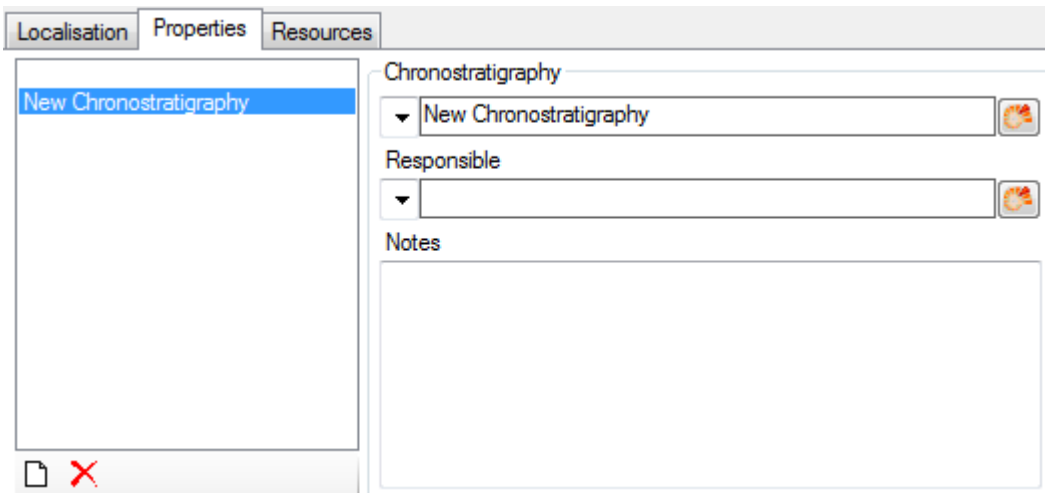 Localisation
Properties
Resources
New Chronostratigraphy
Chronostratigraphy
New Chronostratigraphy
Responsible
Notes